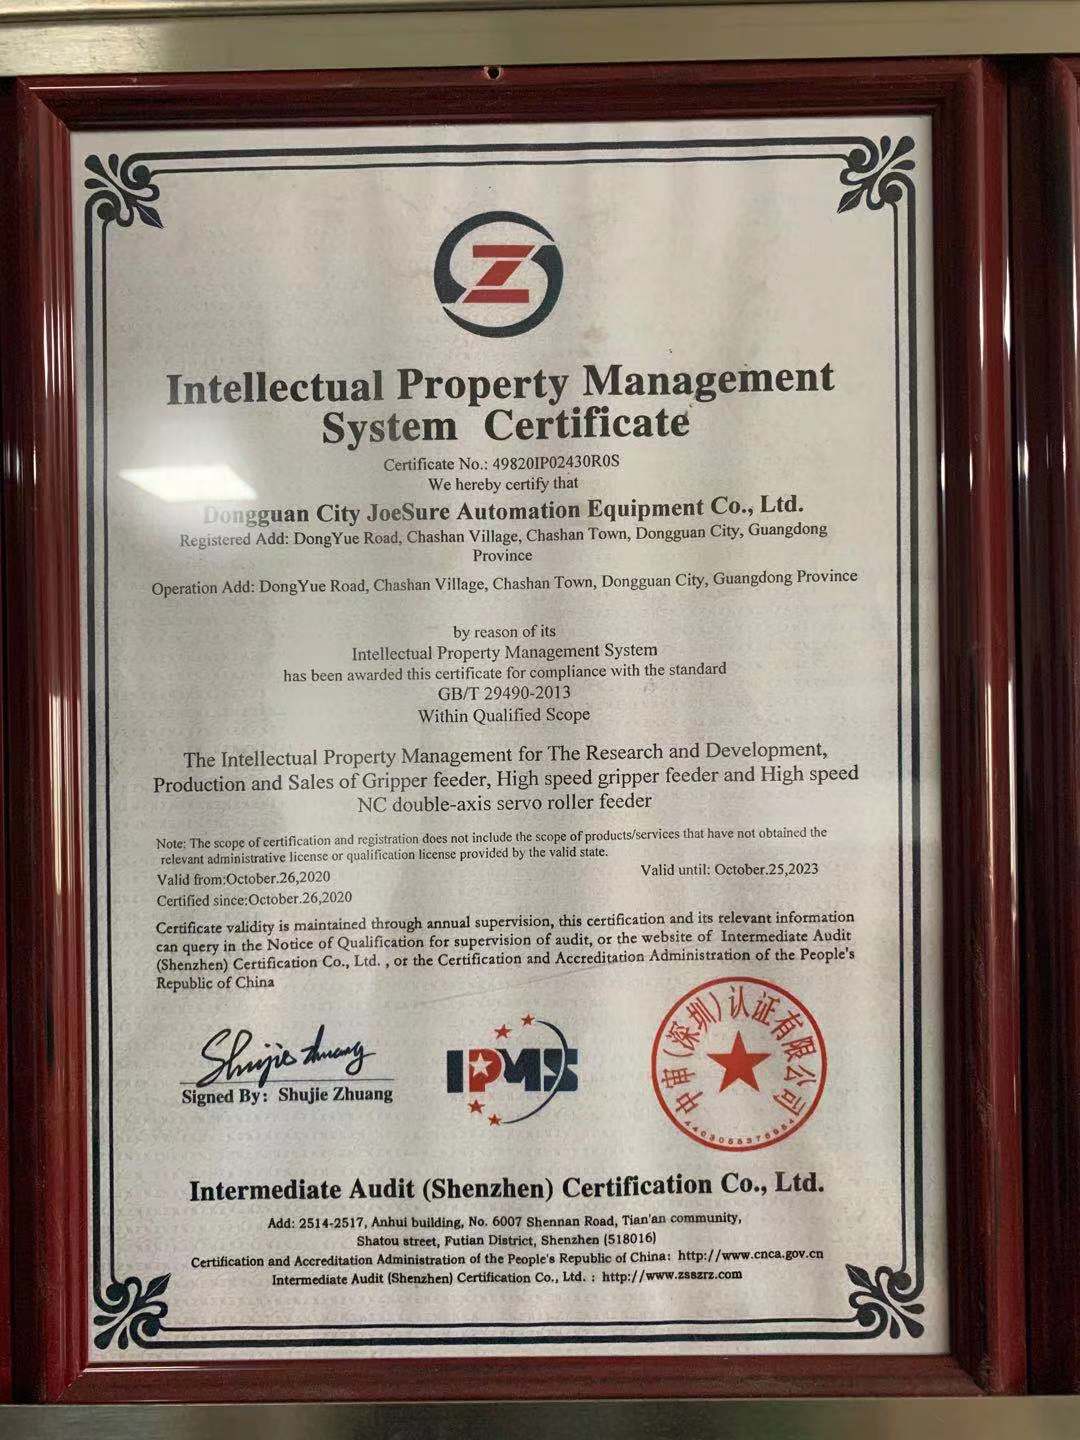 Z
Intellectual Property Management
System Certificate
Certificate No.: 49820IP02430R0S
We hereby certify that
Dongguan City JoeSure Automation Equipment Co., Ltd.
Registered Add: DongYue Road, Chashan Village, Chashan Town, Dongguan City, Guangdong
Province
Operation Add: DongYue Road, Chashan Village, Chashan Town, Dongguan City, Guangdong Province
by reason of its
Intellectual Property Management System
has been awarded this certificate for compliance with the standard
GB/T 29490-2013
Within Qualified Scope
The Intellectual Property Management for The Research and Development,
Production and Sales of Gripper feeder, High speed gripper feeder and High speed
NC double-axis servo roller feeder
Note: The scope of certification and registration does not include the scope of products/services that have not obtained the
relevant administrative license or qualification license provided by the valid state.
Valid from:October.26,2020 Valid until: October.25,2023
Certified since:October.26,2020
Certificate validity is maintained through annual supervision, this certification and its relevant information
can query in the Notice of Qualification for supervision of audit, or the website of Intermediate Audit
(Shenzhen) Certification Co., Ltd. , or the Certification and Accreditation Administration of the People's
Republic of China
Shujie Zhuang
Signed By: Shujie Zhuang
IPMS
中审（深圳）认证有限公司
Intermediate Audit (Shenzhen) Certification Co., Ltd.
Add: 2514-2517, Anhui building, No. 6007 Shennan Road, Tian'an community,
Shatou street, Futian District, Shenzhen (518016)
Certification and Accreditation Administration of the People's Republic of China: http://www.cnca.gov.cn
Intermediate Audit (Shenzhen) Certification Co., Ltd. : http://www.zsszrz.com